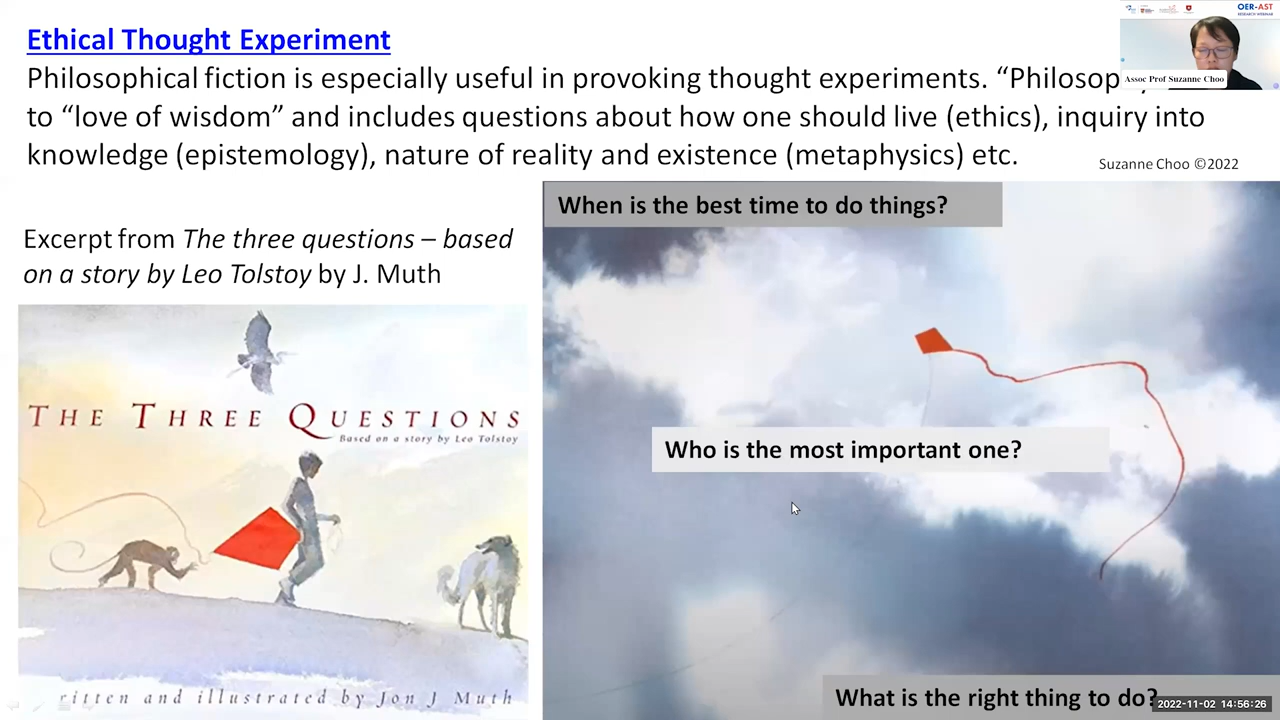 Ethical Thought Experiment
OER-AST
RESEARCH WEBINAR
Assoc Prof Suzanne Choo
Philosophical fiction is especially useful in provoking thought experiments. “Philosop
to “love of wisdom” and includes questions about how one should live (ethics), inquiry into
knowledge (epistemology), nature of reality and existence (metaphysics) etc.
Suzanne Choo ©2022
When is the best time to do things?
Excerpt from The three questions – based
on a story by Leo Tolstoy by J. Muth
THE THREE QUESTIONS
Based on a story by Leo Tolstoy
Who is the most important one?
ritten and illustrated by Jon J Muth
What is the right thing to do?
2022-11-02 14:56:26